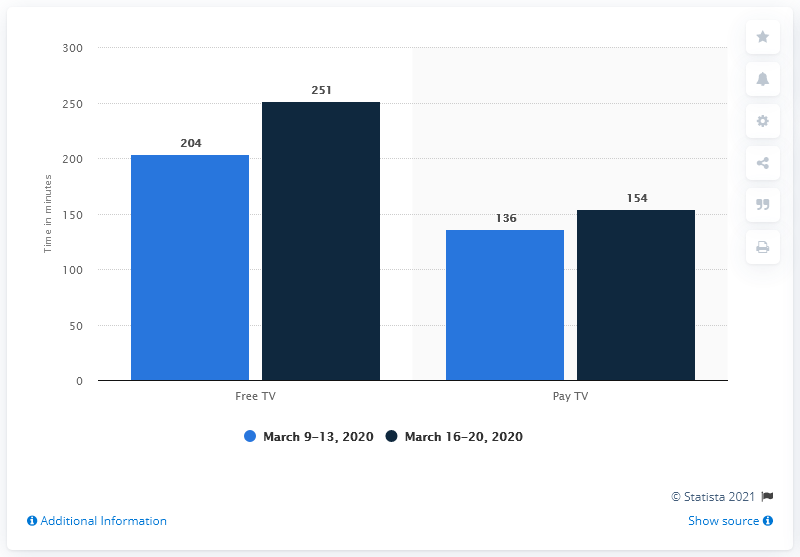 300
250
200
150
100
50
0
Time in minutes
204
251
136
154
Free TV
Pay TV
March 9-13, 2020
March 16-20, 2020
© Statista 2021
Additional Information
Show source